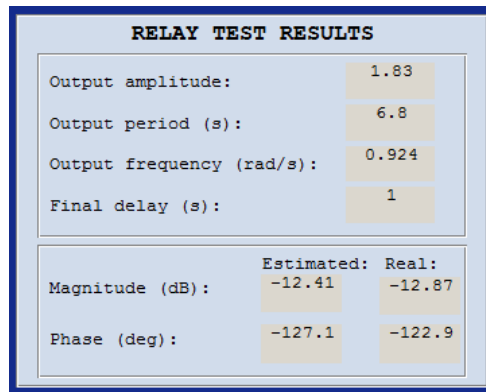 RELAY TEST RESULTS
Output amplitude: 1.83
Output period (s): 6.8
Output frequency (rad/s): 0.924
Final delay (s): 1
Estimated: Real:
Magnitude (dB): -12.41 -12.87
Phase (deg): -127.1 -122.9